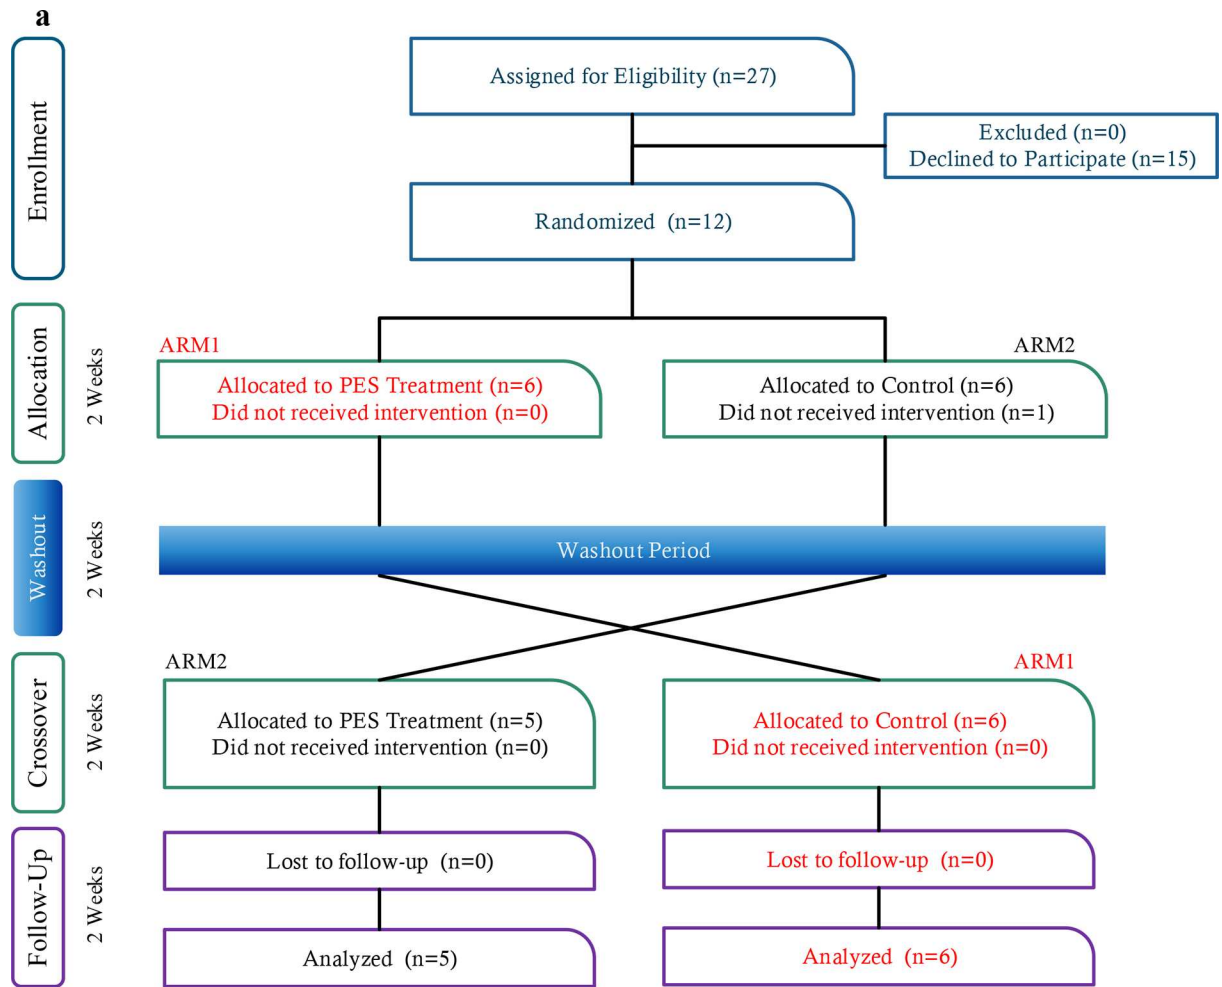 a
Enrollment
Assigned for Eligibility (n=27)
Excluded (n=0)
Declined to Participate (n=15)
Randomized (n=12)
Allocation
2 Weeks
ARM1
Allocated to PES Treatment (n=6)
Did not received intervention (n=0)
ARM2
Allocated to Control (n=6)
Did not received intervention (n=1)
Washout
2 Weeks
Washout Period
Crossover
2 Weeks
ARM2
Allocated to PES Treatment (n=5)
Did not received intervention (n=0)
ARM1
Allocated to Control (n=6)
Did not received intervention (n=0)
Follow-Up
2 Weeks
Lost to follow-up (n=0)
Lost to follow-up (n=0)
Analyzed (n=5)
Analyzed (n=6)